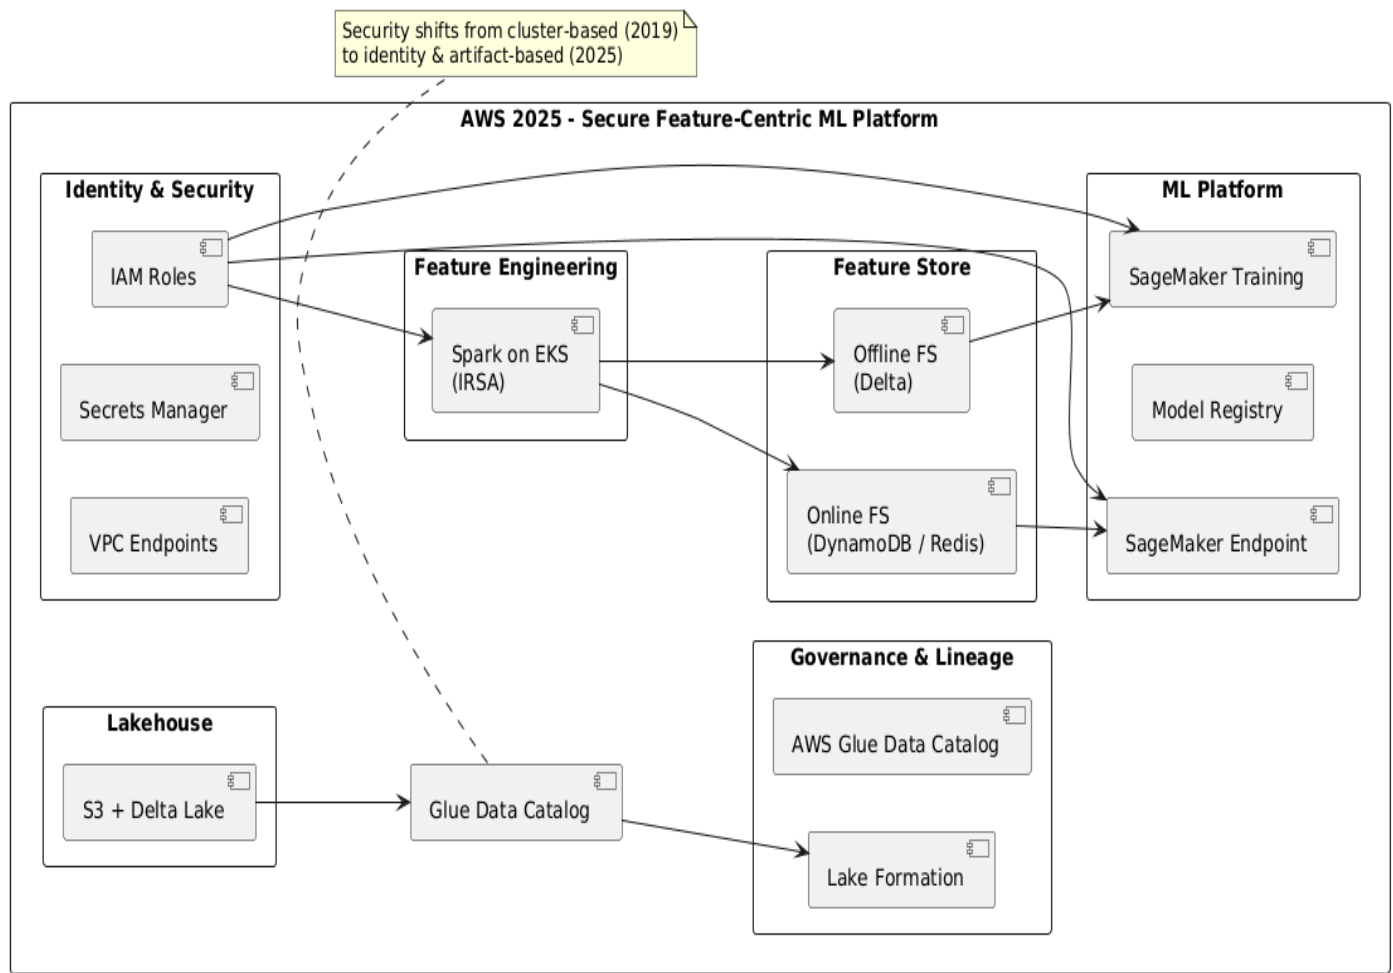 Security shifts from cluster-based (2019)
to identity & artifact-based (2025)
AWS 2025 - Secure Feature-Centric ML Platform
Identity & Security
IAM Roles
Secrets Manager
VPC Endpoints
Feature Engineering
Spark on EKS
(IRSA)
Feature Store
Offline FS
(Delta)
Online FS
(DynamoDB / Redis)
ML Platform
SageMaker Training
Model Registry
SageMaker Endpoint
Lakehouse
S3 + Delta Lake
Glue Data Catalog
Governance & Lineage
AWS Glue Data Catalog
Lake Formation